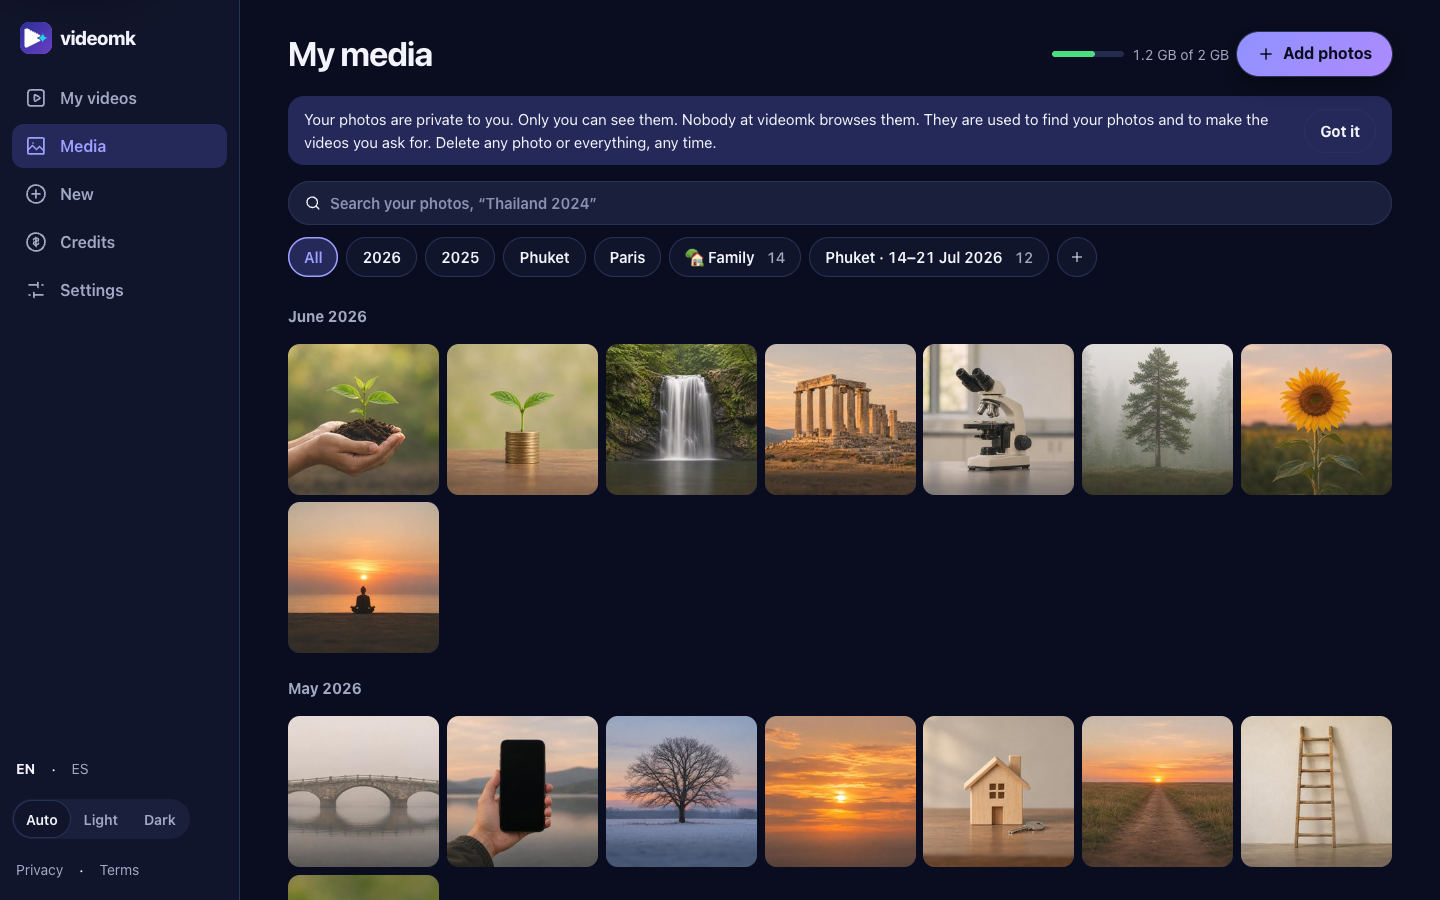 videomk
My videos
Media
New
Credits
Settings
EN · ES
Auto Light Dark
Privacy · Terms
My media
1.2 GB of 2 GB
+ Add photos
Your photos are private to you. Only you can see them. Nobody at videomk browses them. They are used to find your photos and to make the
videos you ask for. Delete any photo or everything, any time.
Got it
Search your photos, “Thailand 2024”
All
2026
2025
Phuket
Paris
🏡 Family 14
Phuket · 14–21 Jul 2026 12
+
June 2026
May 2026